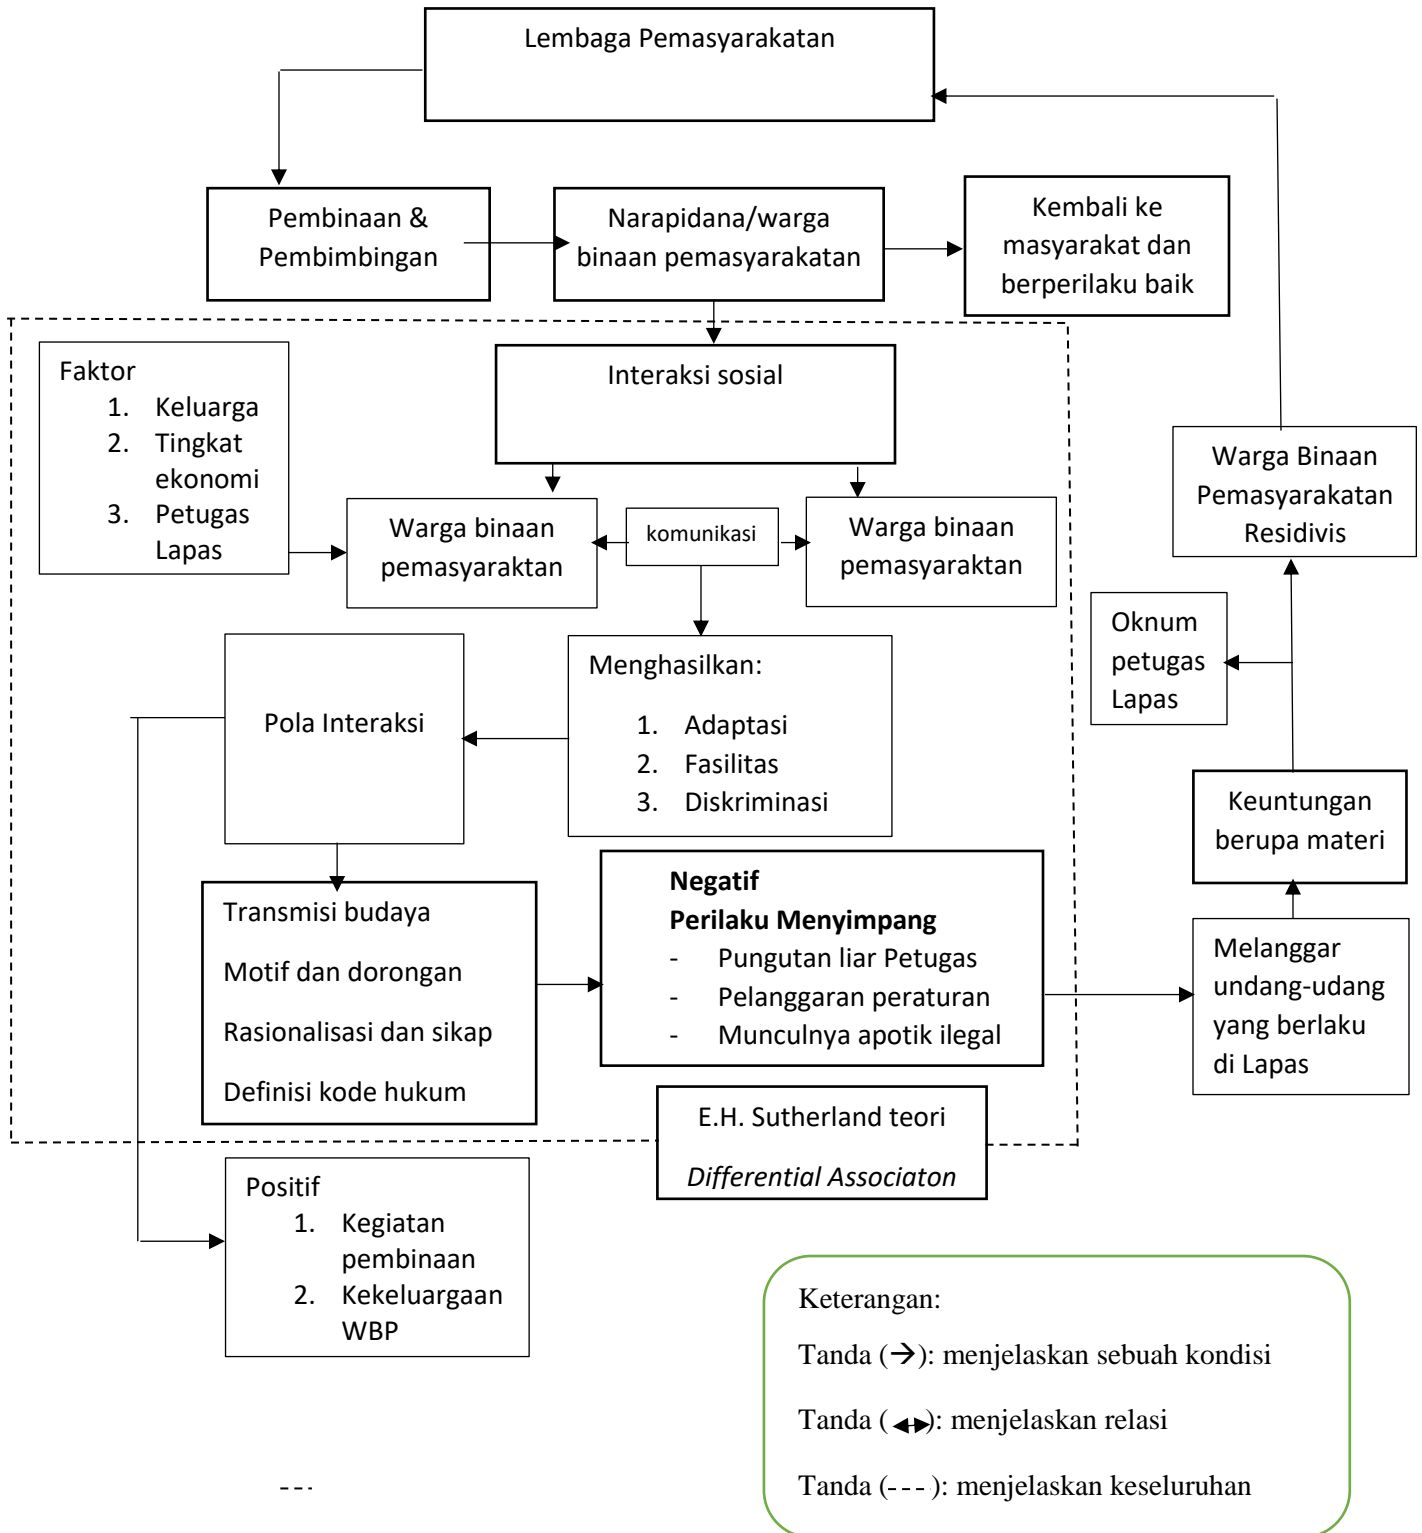 Lembaga Pemasyarakatan
Pembinaan &
Pembimbingan
Narapidana/warga
binaan pemasyarakatan
Kembali ke
masyarakat dan
berperilaku baik
Faktor
1. Keluarga
2. Tingkat
ekonomi
3. Petugas
Lapas
Interaksi sosial
Warga binaan
pemasyaraktan
komunikasi
Warga binaan
pemasyaraktan
Warga Binaan
Pemasyarakatan
Residivis
Oknum
petugas
Lapas
Pola Interaksi
Menghasilkan:
1. Adaptasi
2. Fasilitas
3. Diskriminasi
Keuntungan
berupa materi
Transmisi budaya
Motif dan dorongan
Rasionalisasi dan sikap
Definisi kode hukum
Negatif
Perilaku Menyimpang
- Pungutan liar Petugas
- Pelanggaran peraturan
- Munculnya apotik ilegal
Melanggar
undang-udang
yang berlaku
di Lapas
E.H. Sutherland teori
Differential Associaton
Positif
1. Kegiatan
pembinaan
2. Kekeluargaan
WBP
Keterangan:
Tanda (→): menjelaskan sebuah kondisi
Tanda (◄►): menjelaskan relasi
Tanda (---): menjelaskan keseluruhan